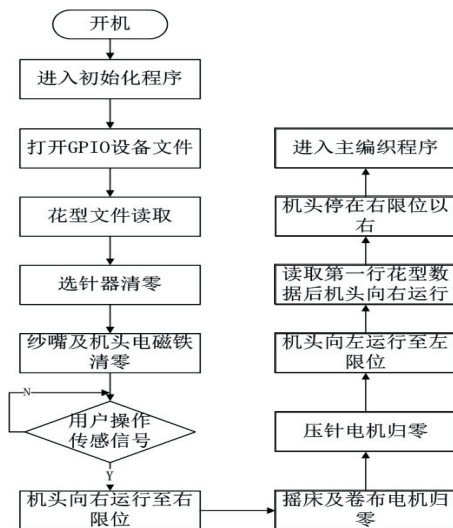 开机
进入初始化程序
打开GPIO设备文件
花型文件读取
选针器清零
纱嘴及机头电磁铁
清零
N
用户操作
传感信号
Y
机头向右运行至右
限位
摇床及卷布电机归
零
压针电机归零
机头向左运行至左
限位
读取第一行花型数
据后机头向右运行
机头停在右限位以
右
进入主编织程序